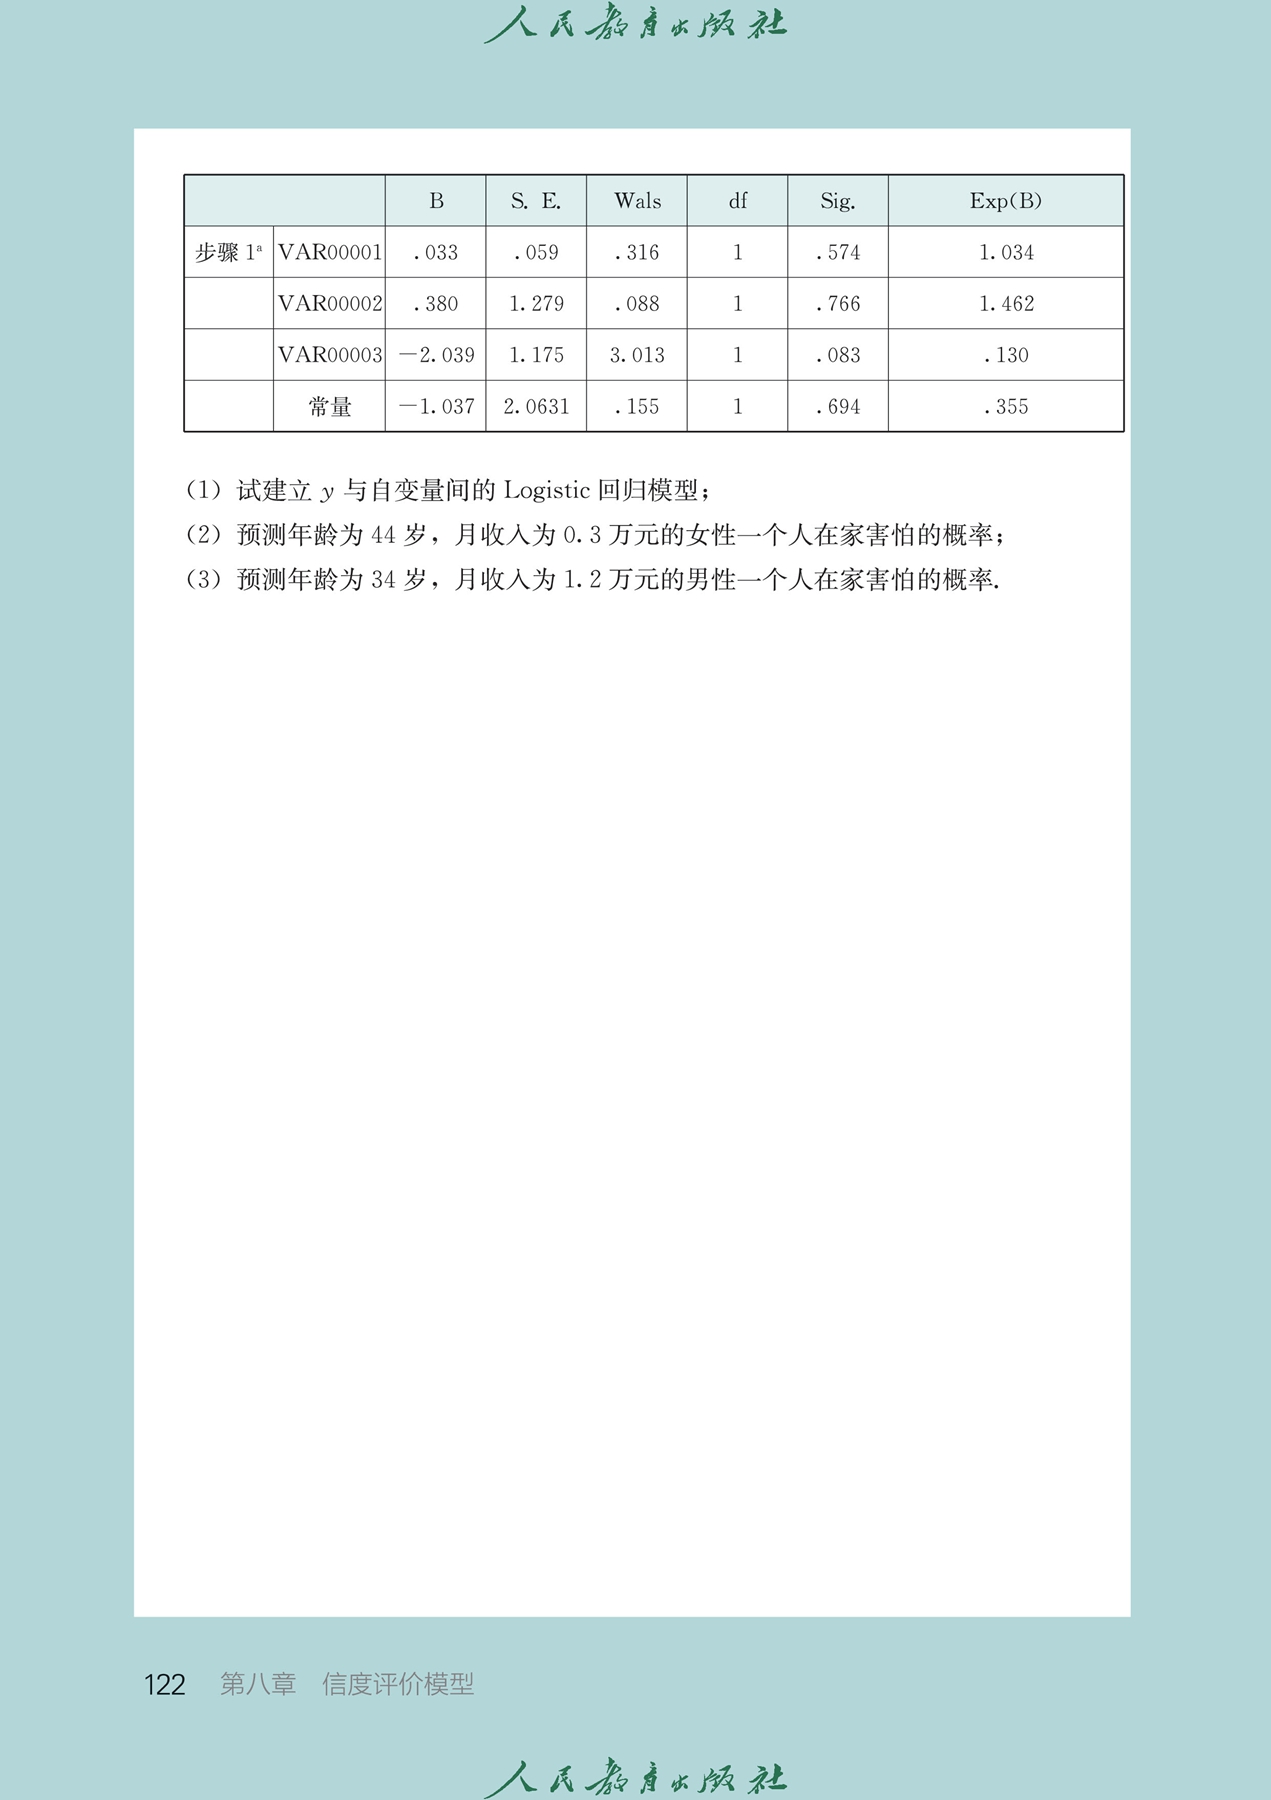 人民教育出版社
B S. E. Wals df Sig. Exp(B)
步骤 1ª VAR00001 .033 .059 .316 1 .574 1.034
VAR00002 .380 1.279 .088 1 .766 1.462
VAR00003 －2.039 1.175 3.013 1 .083 .130
常量 －1.037 2.0631 .155 1 .694 .355
（1）试建立 y 与自变量间的 Logistic 回归模型；
（2）预测年龄为 44 岁，月收入为 0.3 万元的女性一个人在家害怕的概率；
（3）预测年龄为 34 岁，月收入为 1.2 万元的男性一个人在家害怕的概率.
122 第八章 信度评价模型
人民教育出版社